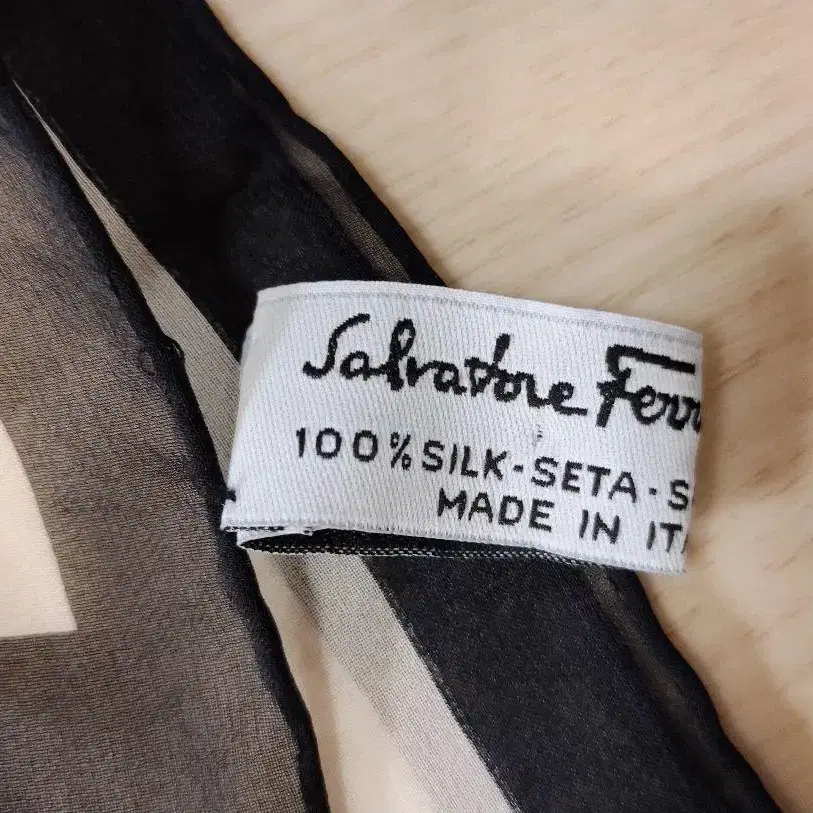 Salvatore Ferr
100% SILK-SETA-S
MADE IN ITA